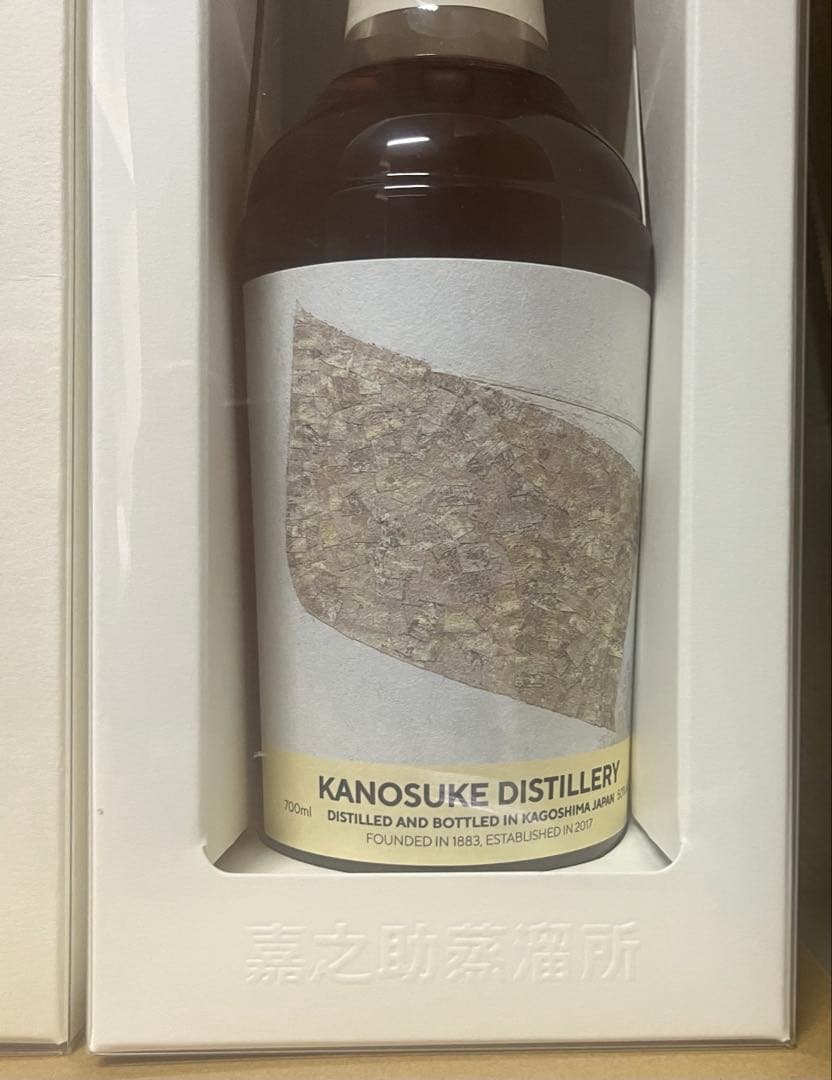 KANOSUKE DISTILLERY
700ml DISTILLED AND BOTTLED IN KAGOSHIMA JAPAN
FOUNDED IN 1883, ESTABLISHED IN 2017
嘉之助蒸溜所